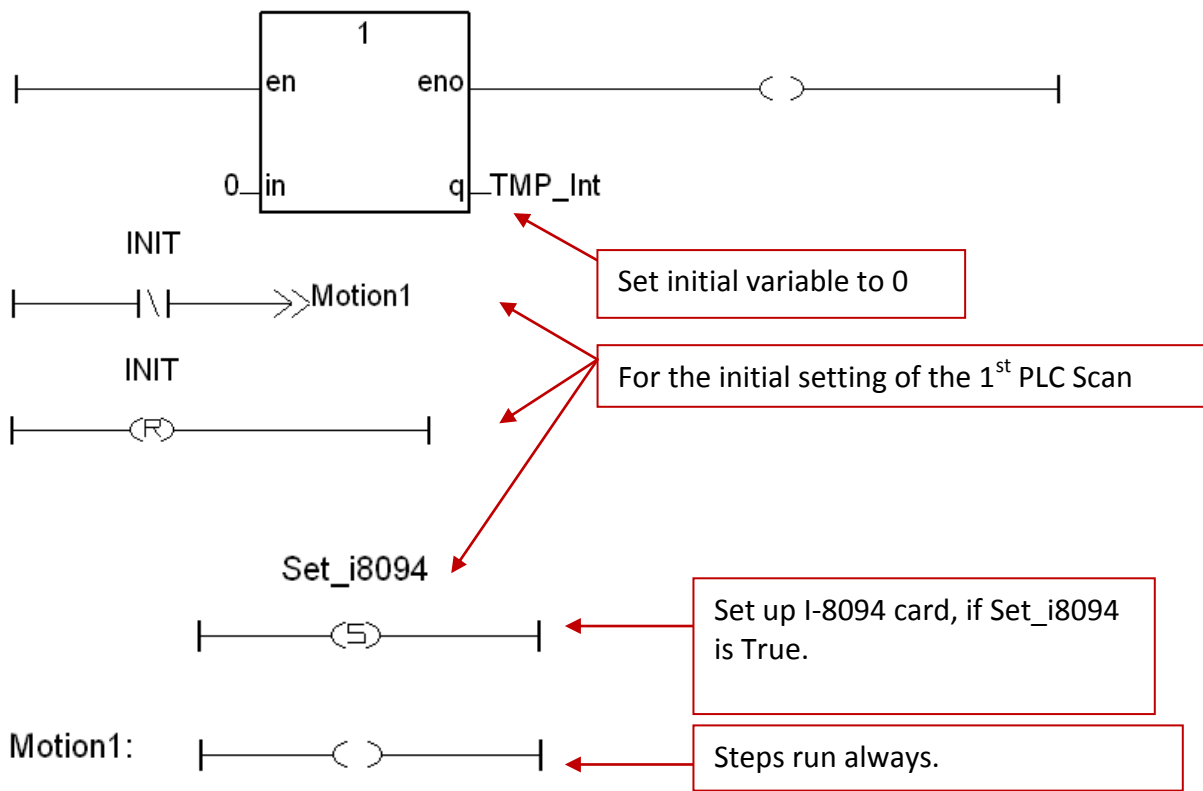 1
en eno
0 in q TMP_Int
INIT
Set initial variable to 0
Motion1
INIT
For the initial setting of the 1st PLC Scan
R
Set_i8094
S
Set up I-8094 card, if Set_i8094
is True.
Motion1:
Steps run always.